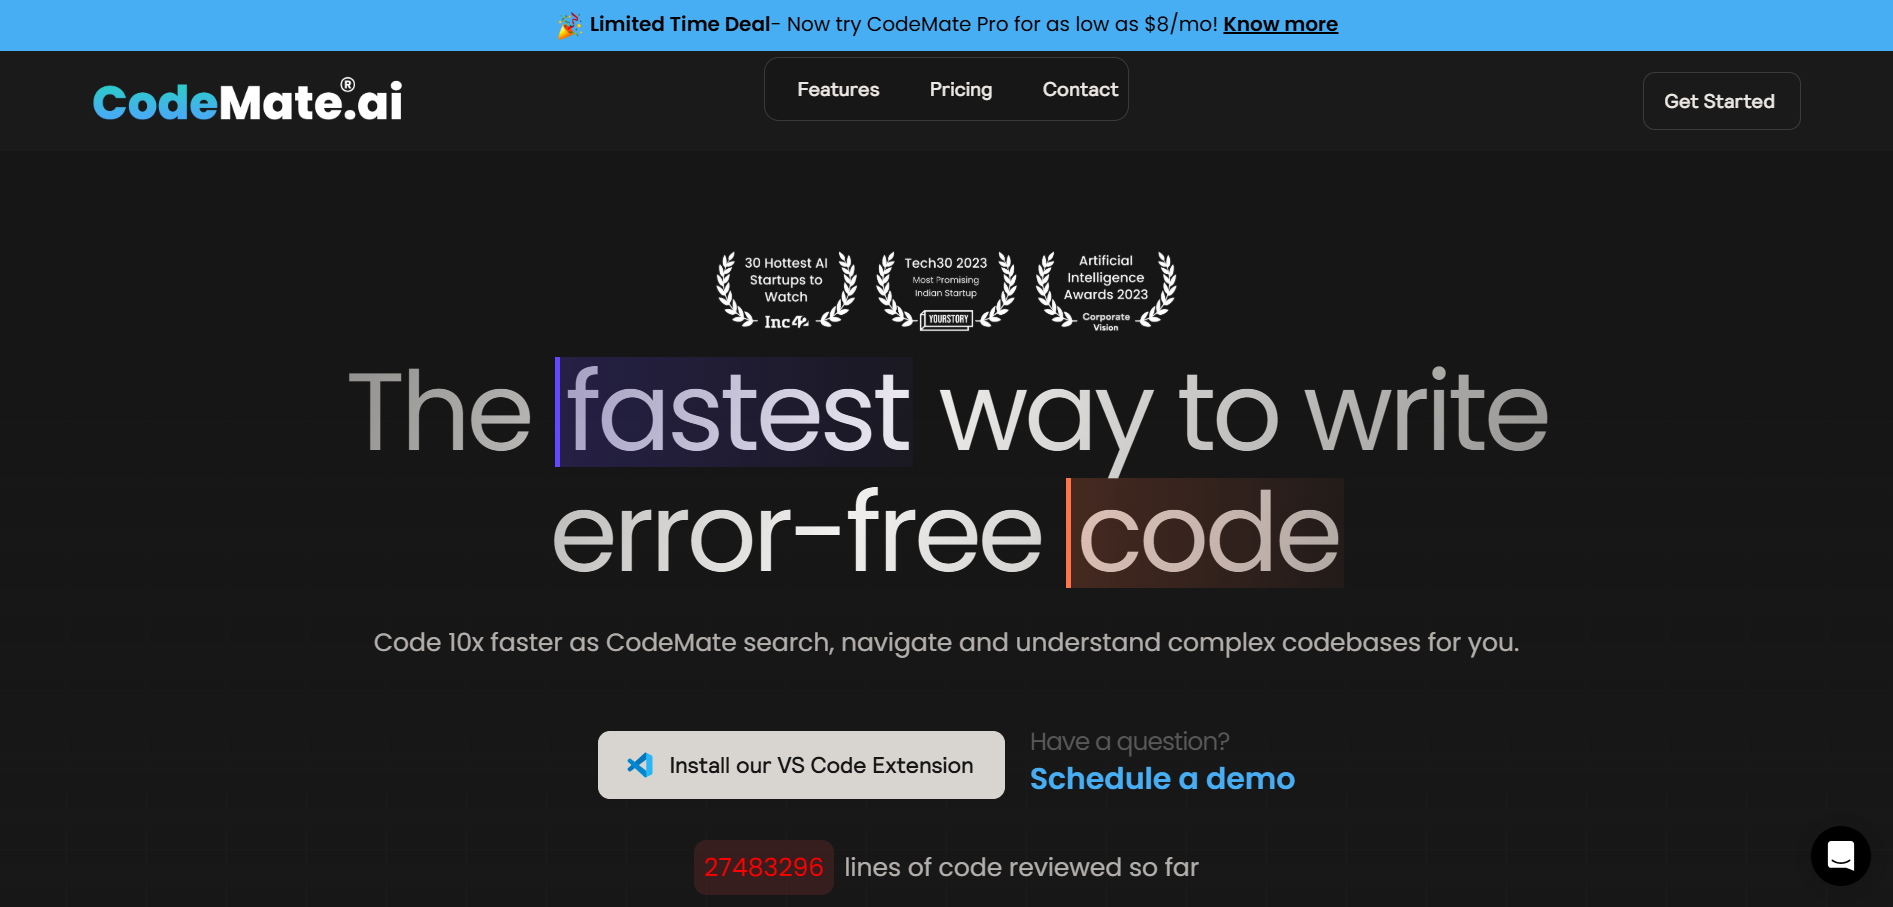 🎉 Limited Time Deal- Now try CodeMate Pro for as low as $8/mo! Know more
CodeMate.ai®
Features Pricing Contact
Get Started
30 Hottest AI
Startups to
Watch
Inc42
Tech30 2023
Most Promising
Indian Startup
YOURSTORY
Artificial
Intelligence
Awards 2023
Corporate
Vision
The fastest way to write
error-free code
Code 10x faster as CodeMate search, navigate and understand complex codebases for you.
Install our VS Code Extension
Have a question?
Schedule a demo
27483296 lines of code reviewed so far